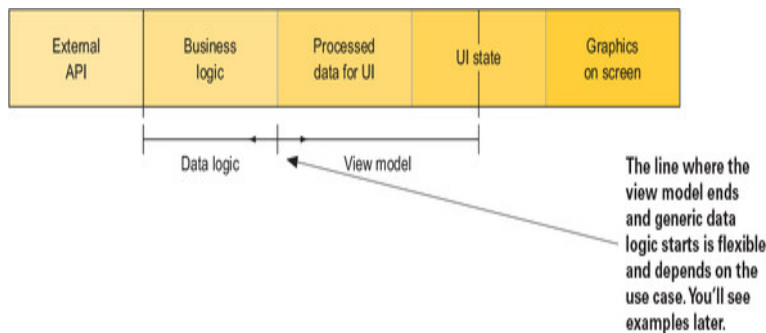 External
API
Business
logic
Processed
data for UI
UI state
Graphics
on screen
Data logic
View model
The line where the
view model ends
and generic data
logic starts is flexible
and depends on the
use case. You'll see
examples later.